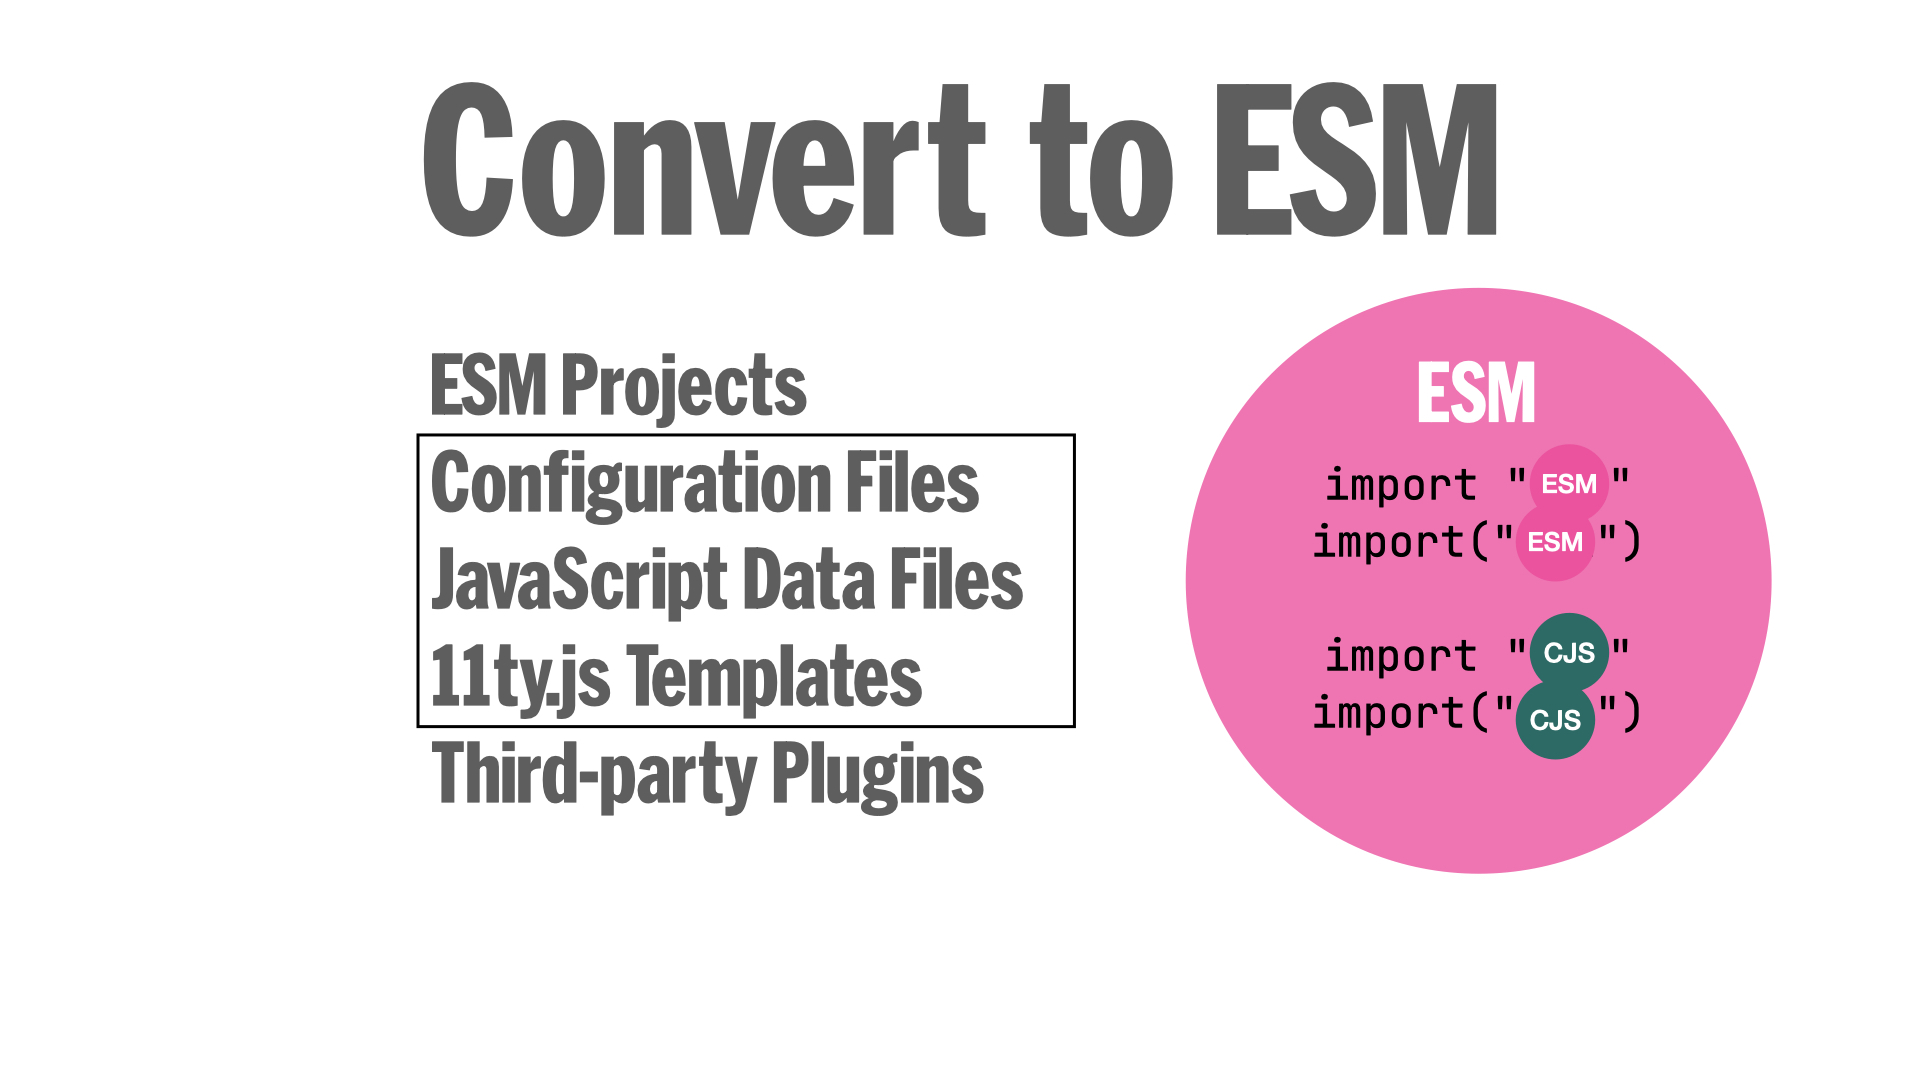 Convert to ESM
ESM Projects
Configuration Files
JavaScript Data Files
11ty.js Templates
Third-party Plugins
ESM
import "ESM"
import("ESM")
import "CJS"
import("CJS")